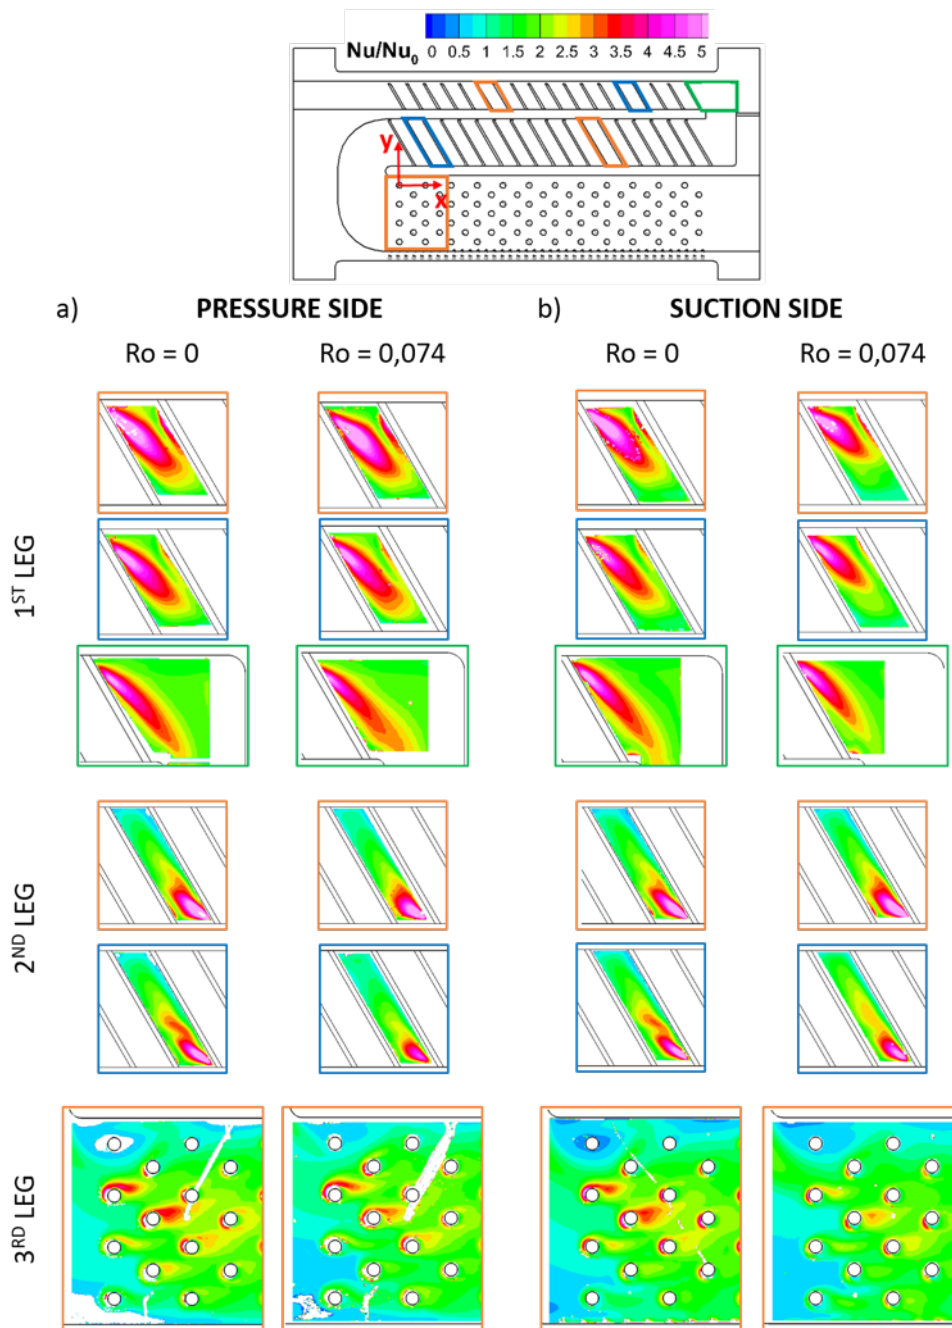 Nu/Nu₀ 0 0.5 1 1.5 2 2.5 3 3.5 4 4.5 5
y
x
a) PRESSURE SIDE b) SUCTION SIDE
Ro = 0 Ro = 0,074 Ro = 0 Ro = 0,074
1ST LEG
2ND LEG
3RD LEG